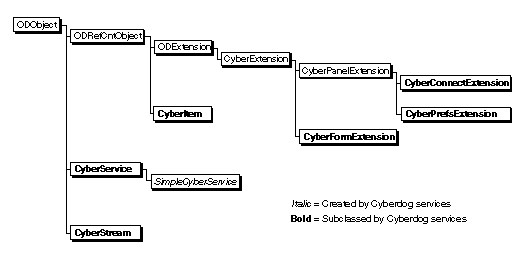 ODObject
ODRefCntObject
ODExtension
CyberExtension
CyberPanelExtension
CyberConnectExtension
CyberItem
CyberPrefsExtension
CyberFormExtension
CyberService
SimpleCyberService
Italic = Created by Cyberdog services
Bold = Subclassed by Cyberdog services
CyberStream